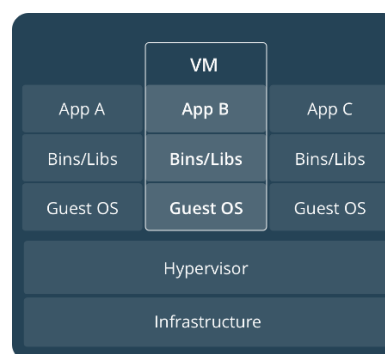 VM
App A App B App C
Bins/Libs Bins/Libs Bins/Libs
Guest OS Guest OS Guest OS
Hypervisor
Infrastructure